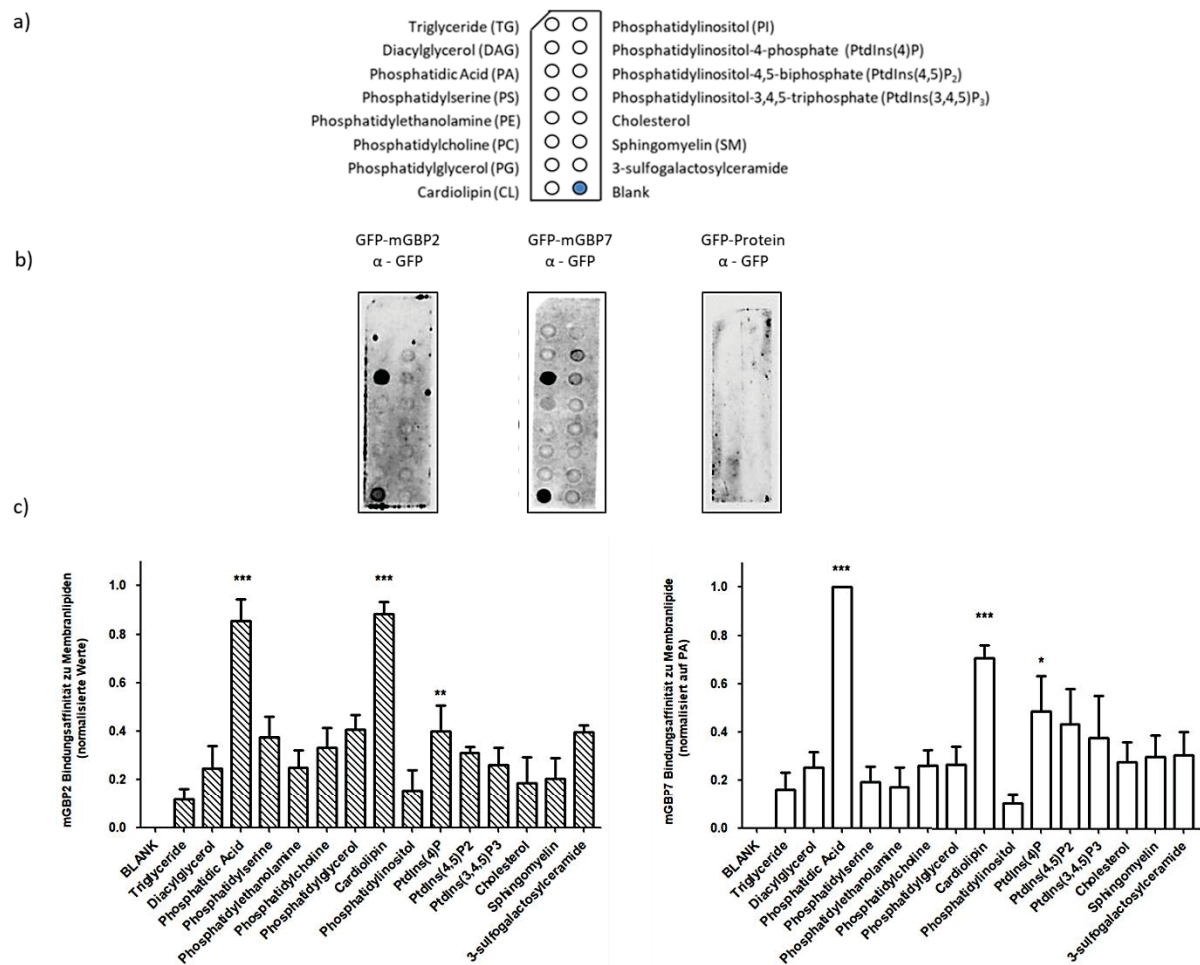 a)
Triglyceride (TG)
Diacylglycerol (DAG)
Phosphatidic Acid (PA)
Phosphatidylserine (PS)
Phosphatidylethanolamine (PE)
Phosphatidylcholine (PC)
Phosphatidylglycerol (PG)
Cardiolipin (CL)
Phosphatidylinositol (PI)
Phosphatidylinositol-4-phosphate (PtdIns(4)P)
Phosphatidylinositol-4,5-biphosphate (PtdIns(4,5)P₂)
Phosphatidylinositol-3,4,5-triphosphate (PtdIns(3,4,5)P₃)
Cholesterol
Sphingomyelin (SM)
3-sulfogalactosylceramide
Blank
b)
GFP-mGBP2
α - GFP
GFP-mGBP7
α - GFP
GFP-Protein
α - GFP
c)
mGBP2 Bindungsaffinität zu Membranlipiden
(normalisierte Werte)
1.0
0.8
0.6
0.4
0.2
0.0
***
***
**
BLANK
Triglyceride
Diacylglycerol
Phosphatidic Acid
Phosphatidylserine
Phosphatidylethanolamine
Phosphatidylcholine
Phosphatidylglycerol
Cardiolipin
Phosphatidylinositol
PtdIns(4)P
PtdIns(4,5)P2
PtdIns(3,4,5)P3
Cholesterol
Sphingomyelin
3-sulfogalactosylceramide
mGBP7 Bindungsaffinität zu Membranlipide
(normalisiert auf PA)
1.0
0.8
0.6
0.4
0.2
0.0
***
***
*
BLANK
Triglyceride
Diacylglycerol
Phosphatidic Acid
Phosphatidylserine
Phosphatidylethanolamine
Phosphatidylcholine
Phosphatidylglycerol
Cardiolipin
Phosphatidylinositol
PtdIns(4)P
PtdIns(4,5)P2
PtdIns(3,4,5)P3
Cholesterol
Sphingomyelin
3-sulfogalactosylceramide